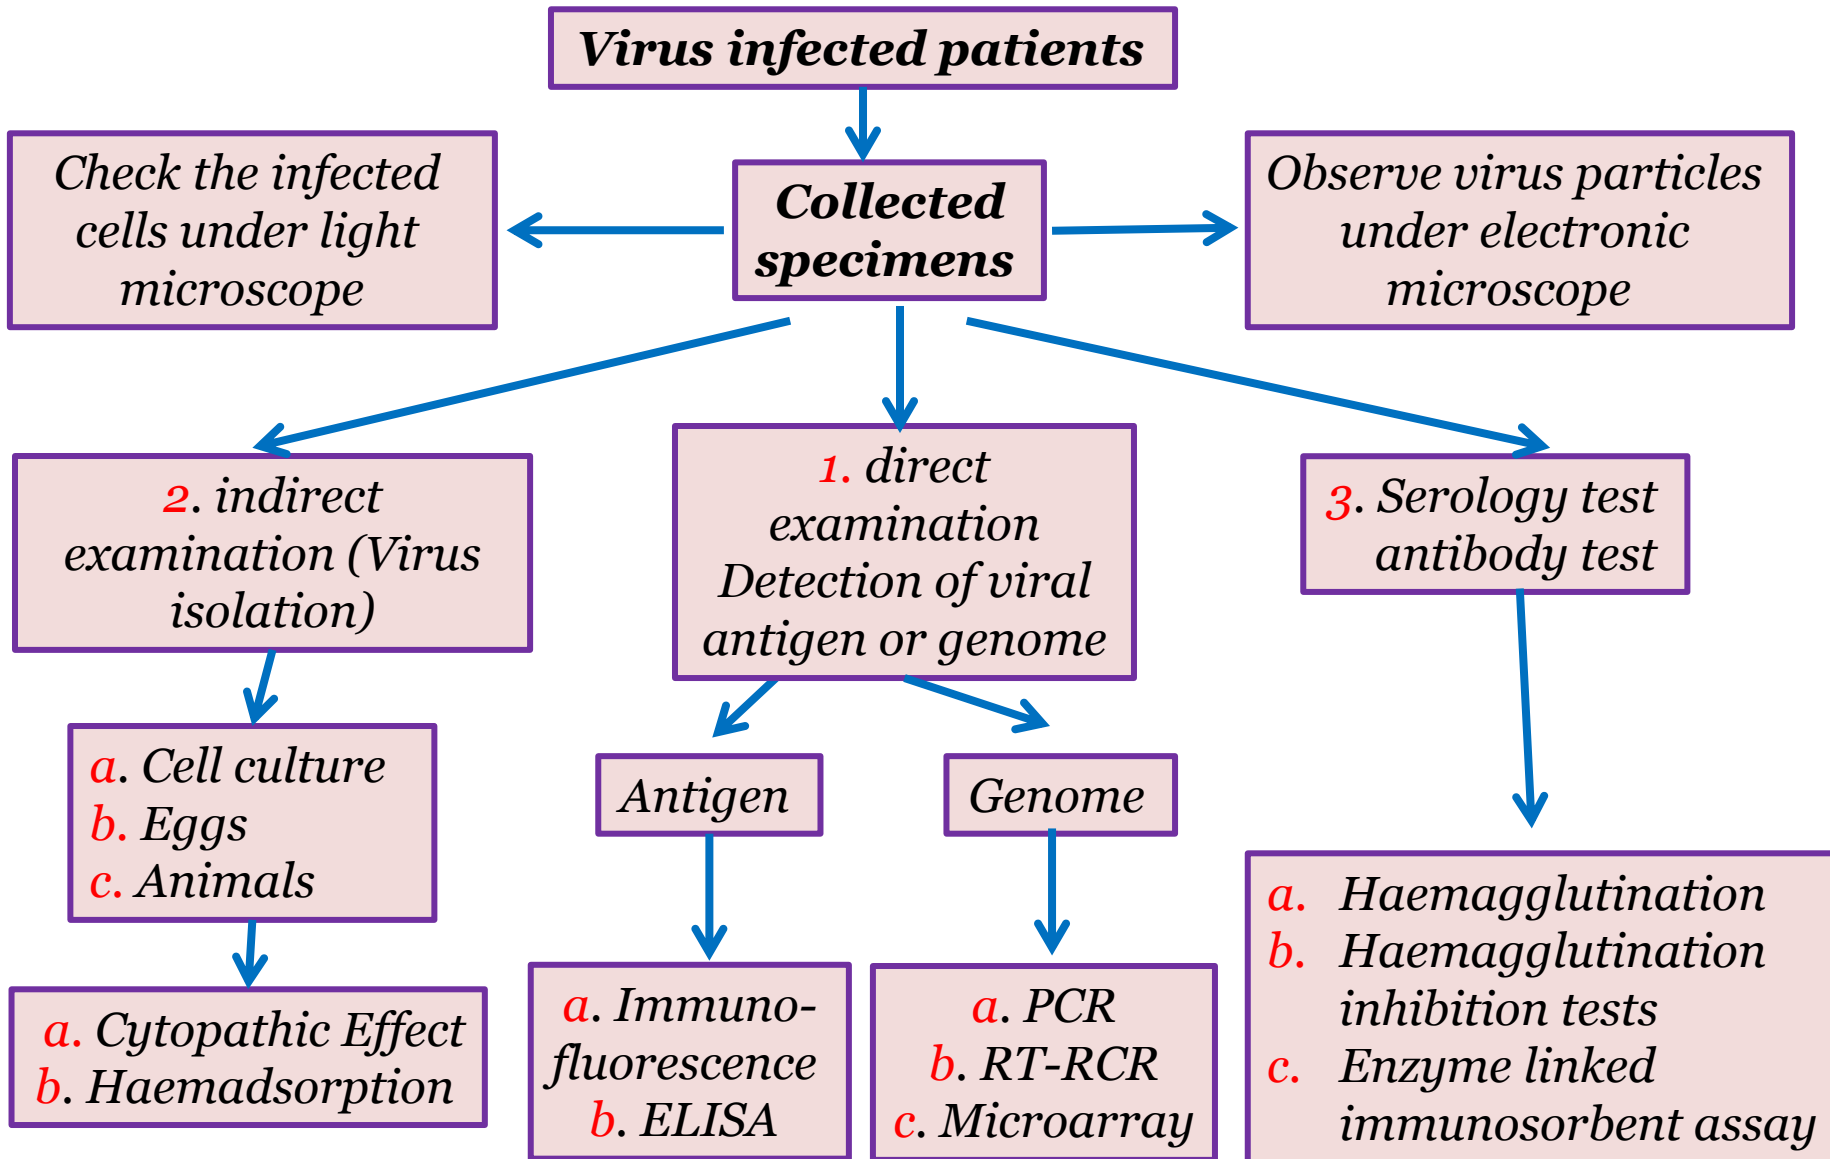 Virus infected patients
Check the infected
cells under light
microscope
Collected
specimens
Observe virus particles
under electronic
microscope
2. indirect
examination (Virus
isolation)
1. direct
examination
Detection of viral
antigen or genome
3. Serology test
antibody test
a. Cell culture
b. Eggs
c. Animals
Antigen
Genome
a. Cytopathic Effect
b. Haemadsorption
a. Immuno-
fluorescence
b. ELISA
a. PCR
b. RT-RCR
c. Microarray
a. Haemagglutination
b. Haemagglutination
inhibition tests
c. Enzyme linked
immunosorbent assay